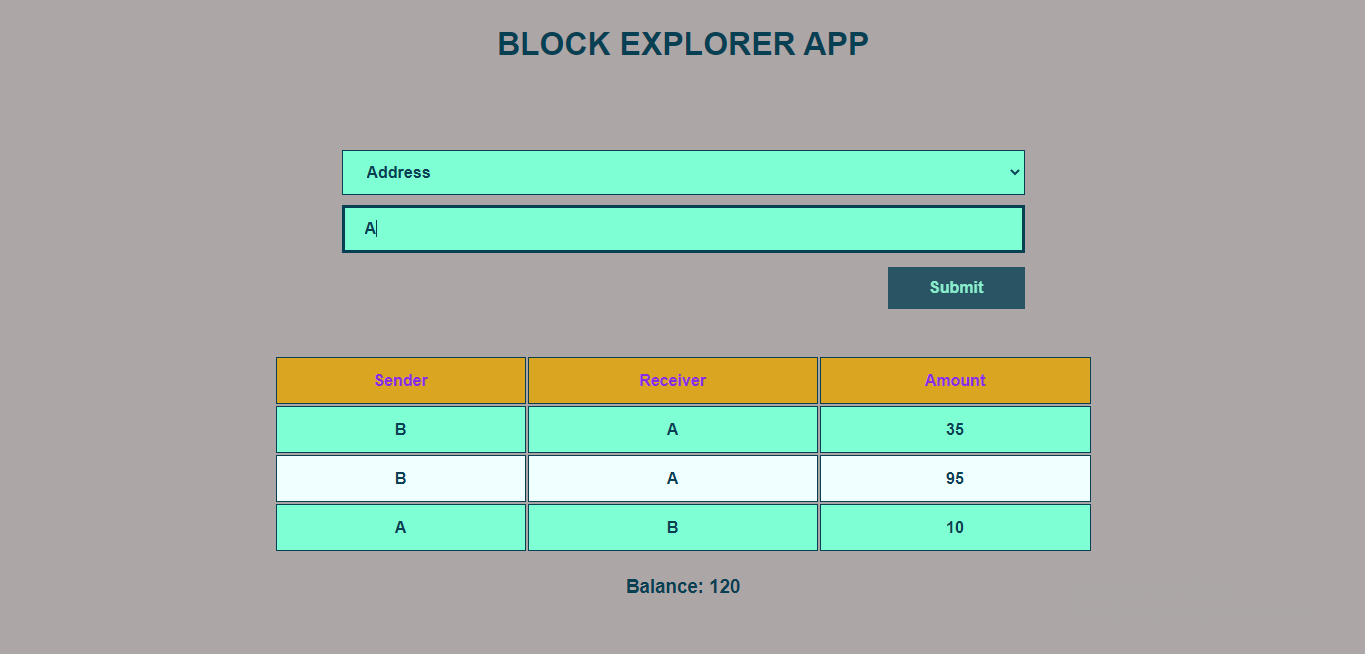 BLOCK EXPLORER APP
Address
A
Submit
Sender Receiver Amount
B A 35
B A 95
A B 10
Balance: 120